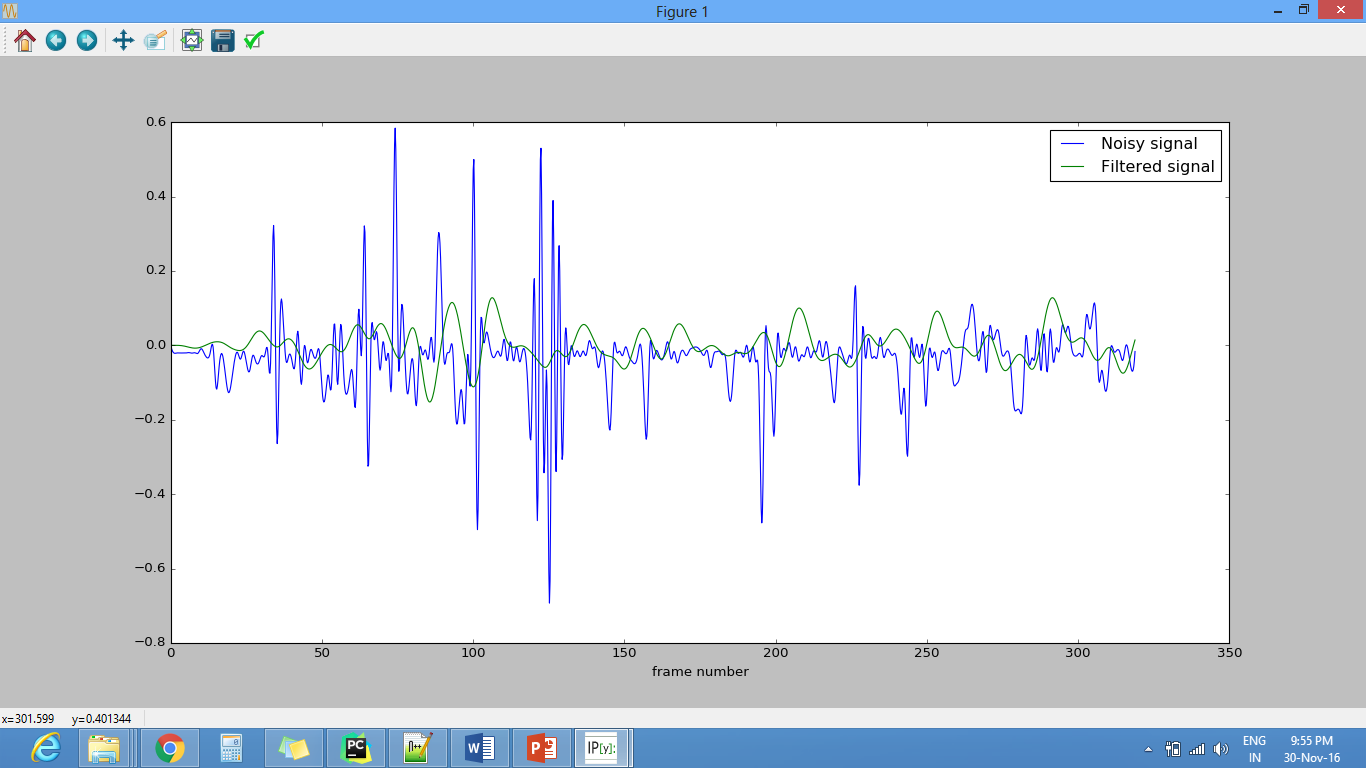 Figure 1
0.6
0.4
0.2
0.0
−0.2
−0.4
−0.6
−0.8
Noisy signal
Filtered signal
0 50 100 150 200 250 300 350
frame number
x=301.599 y=0.401344
PC
W
P
IP[y]:
ENG
IN
9:55 PM
30-Nov-16